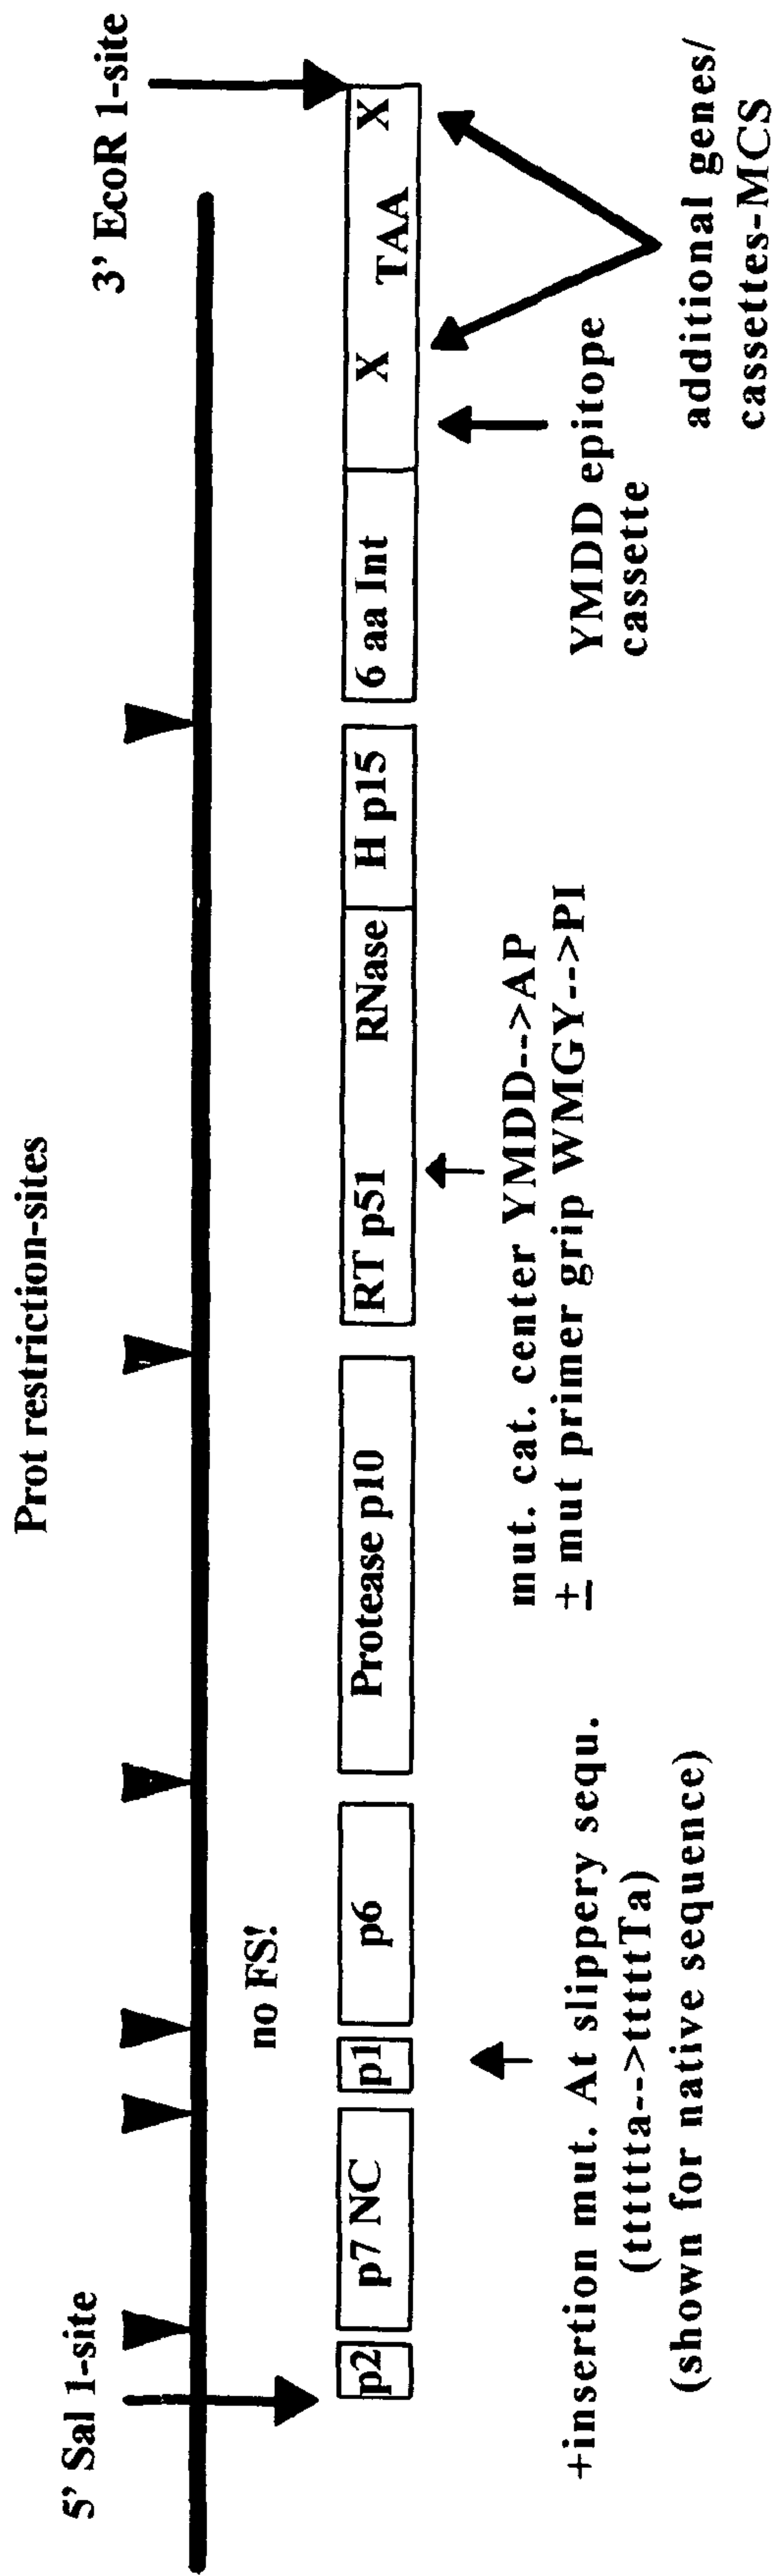 Prot restriction-sites
5' Sal 1-site
3' EcoR 1-site
no FS!
p2
p7 NC
p1
p6
Protease p10
RT p51
RNase
H p15
6 aa Int
X
TAA
X
+insertion mut. At slippery sequ.
(tttttta-->tttttTa)
(shown for native sequence)
mut. cat. center YMDD-->AP
± mut primer grip WMGY-->PI
YMDD epitope
cassette
additional genes/
cassettes-MCS